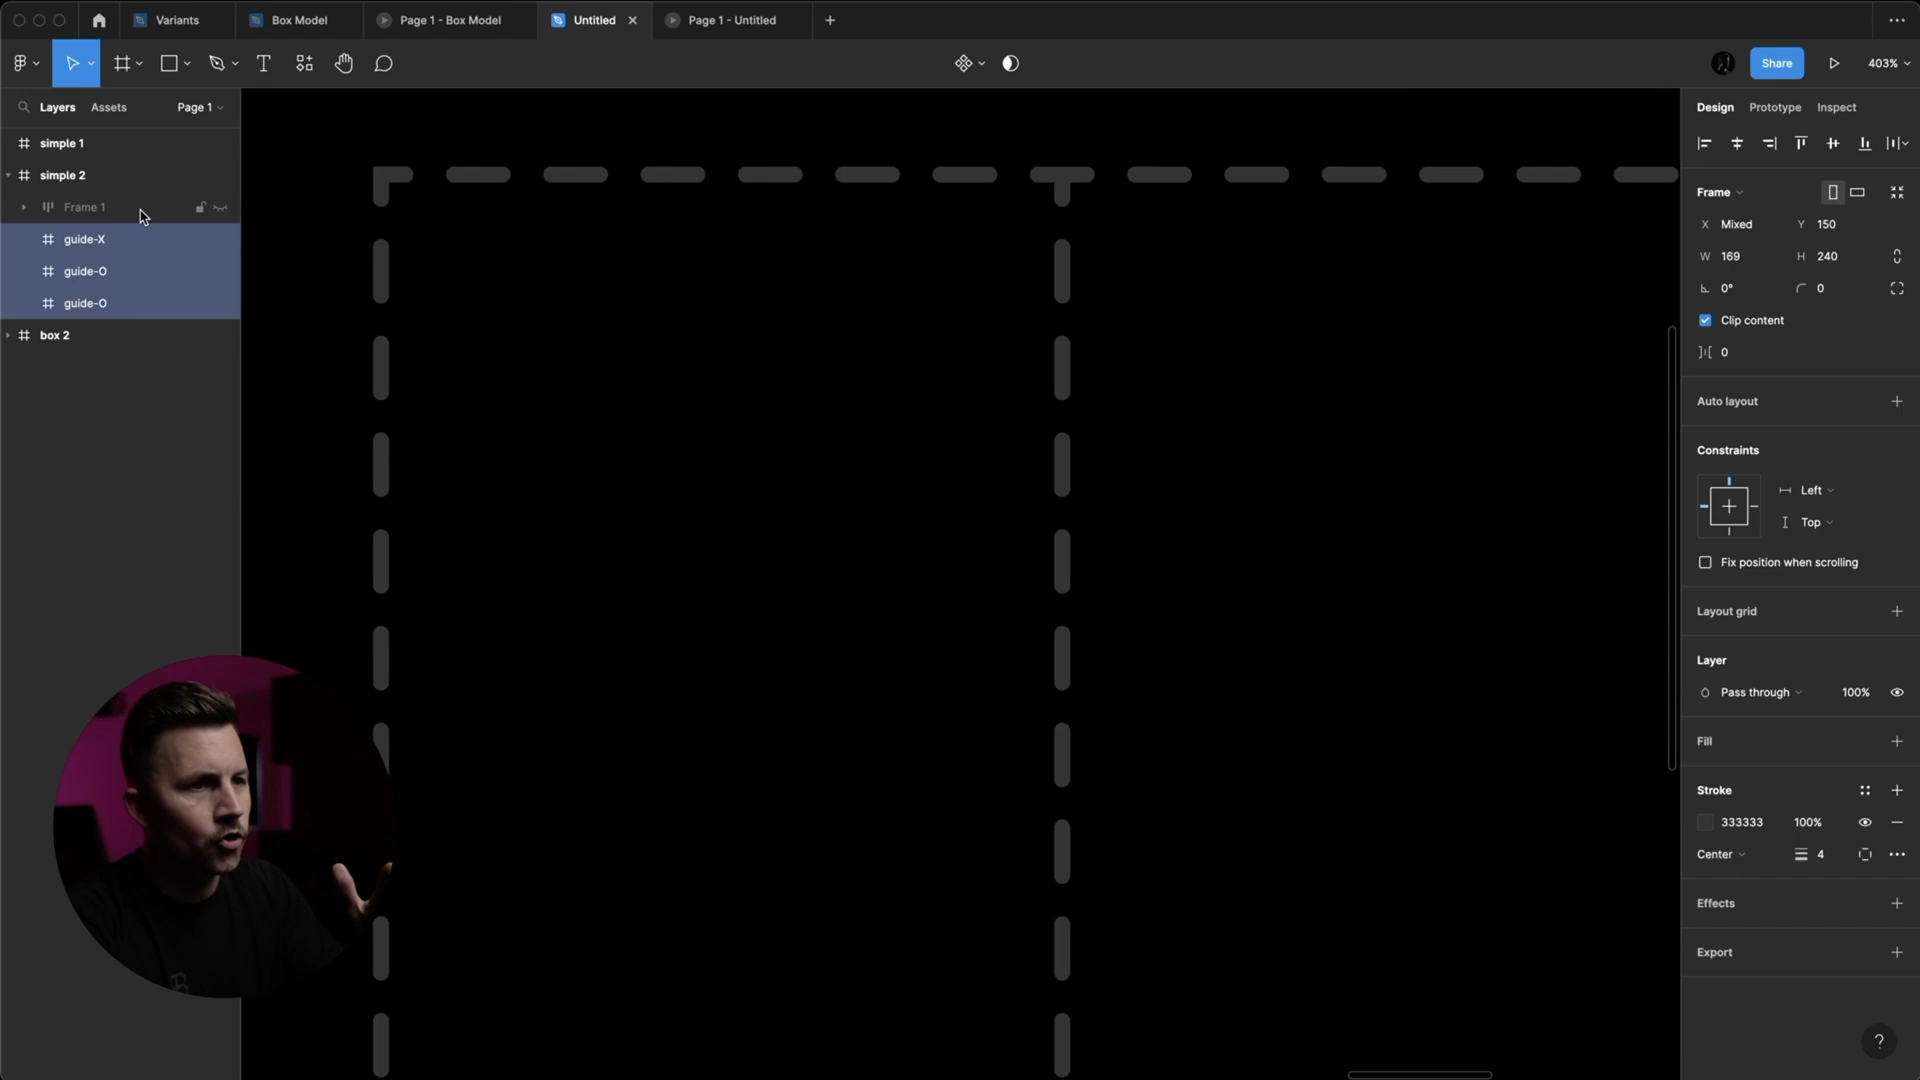 Variants
Box Model
Page 1 - Box Model
Untitled
Page 1 - Untitled
Share
403%
Layers
Assets
Page 1
simple 1
simple 2
Frame 1
guide-X
guide-O
guide-O
box 2
Design
Prototype
Inspect
Frame
X Mixed
Y 150
W 169
H 240
0°
0
Clip content
0
Auto layout
Constraints
Left
Top
Fix position when scrolling
Layout grid
Layer
Pass through
100%
Fill
Stroke
333333
100%
Center
4
Effects
Export
?